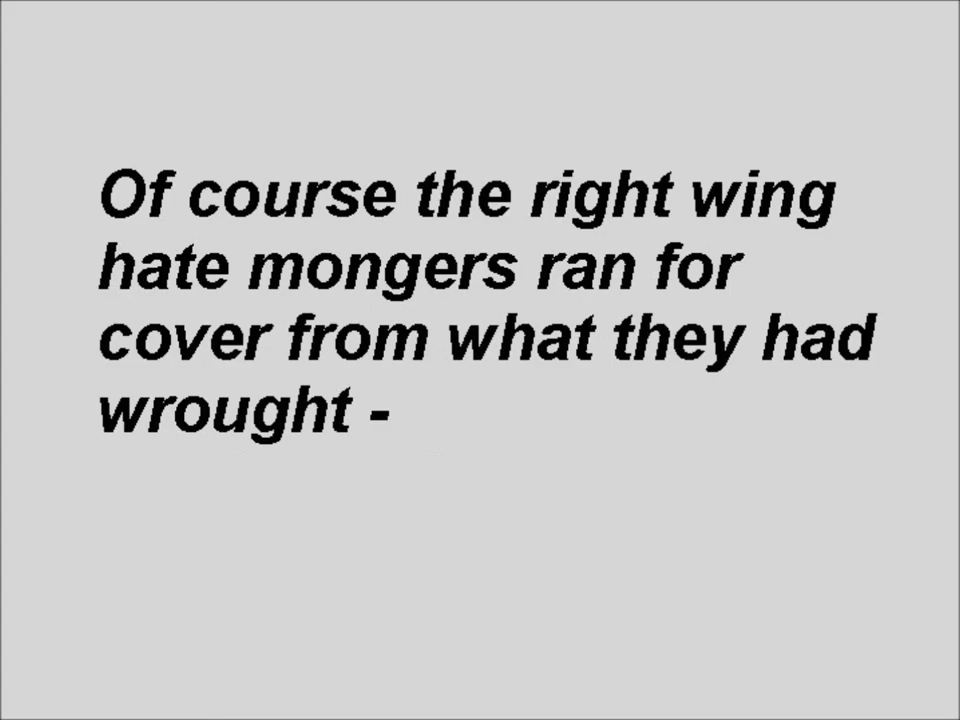 Of course the right wing
hate mongers ran for
cover from what they had
wrought -